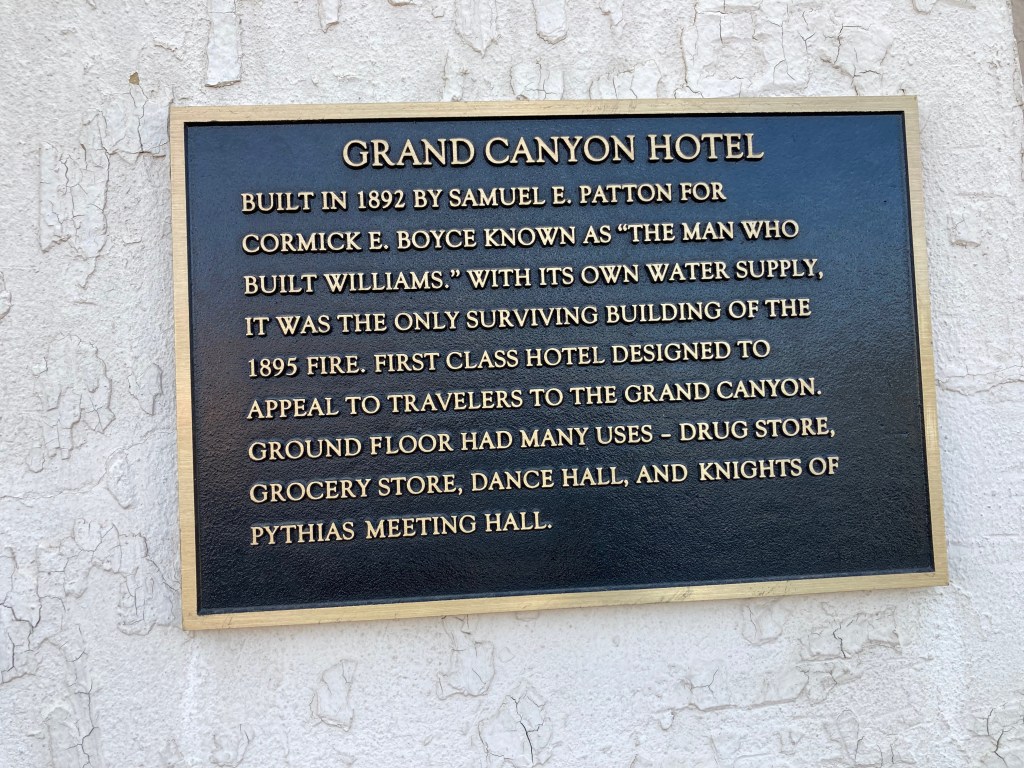 GRAND CANYON HOTEL
BUILT IN 1892 BY SAMUEL E. PATTON FOR
CORMICK E. BOYCE KNOWN AS “THE MAN WHO
BUILT WILLIAMS.” WITH ITS OWN WATER SUPPLY,
IT WAS THE ONLY SURVIVING BUILDING OF THE
1895 FIRE. FIRST CLASS HOTEL DESIGNED TO
APPEAL TO TRAVELERS TO THE GRAND CANYON.
GROUND FLOOR HAD MANY USES – DRUG STORE,
GROCERY STORE, DANCE HALL, AND KNIGHTS OF
PYTHIAS MEETING HALL.